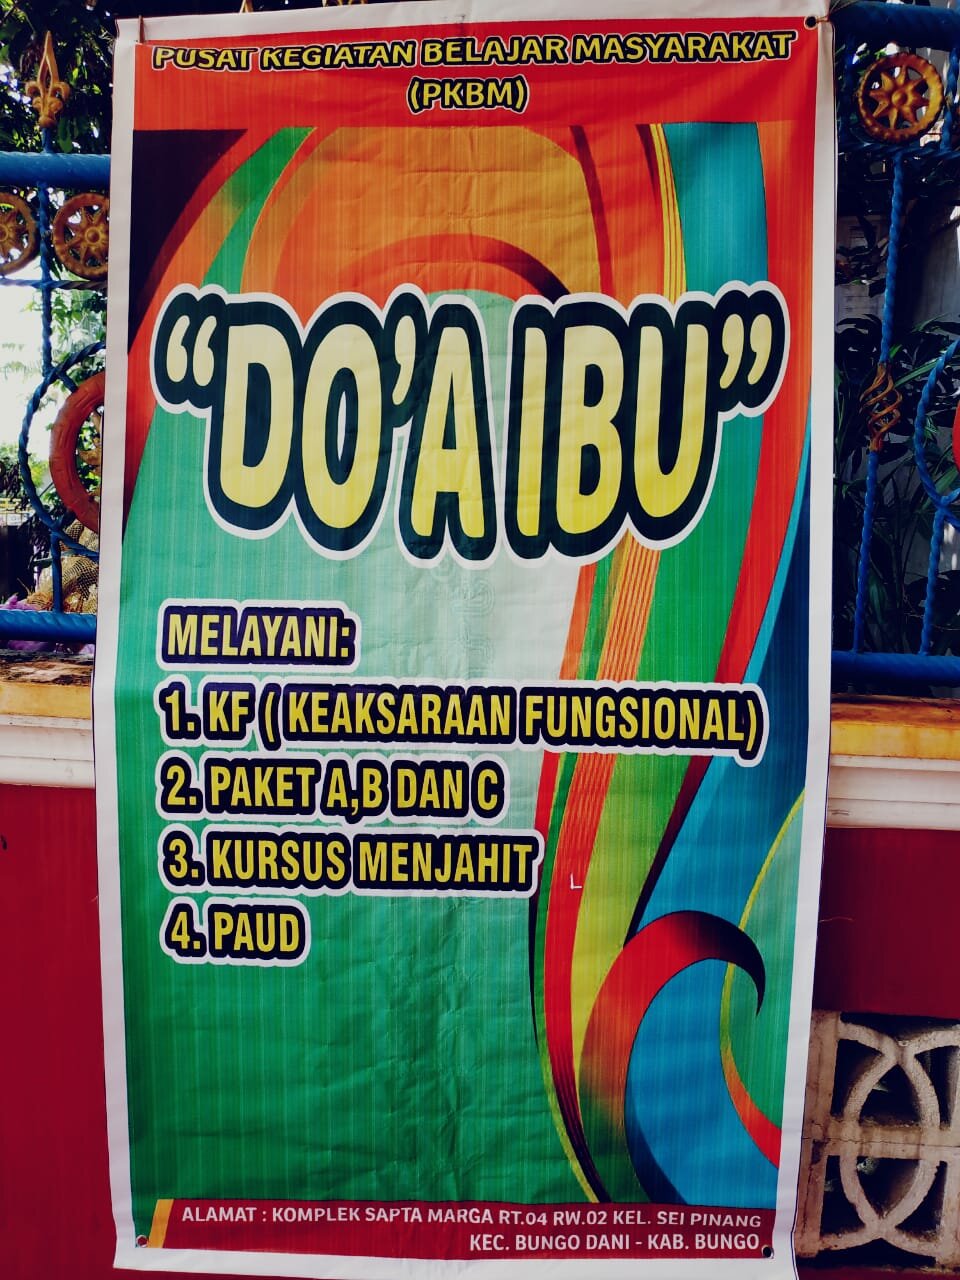 PUSAT KEGIATAN BELAJAR MASYARAKAT
(PKBM)
“DO’A IBU”
MELAYANI:
1. KF ( KEAKSARAAN FUNGSIONAL)
2. PAKET A,B DAN C
3. KURSUS MENJAHIT
4. PAUD
ALAMAT : KOMPLEK SAPTA MARGA RT.04 RW.02 KEL. SEI PINANG
KEC. BUNGO DANI - KAB. BUNGO